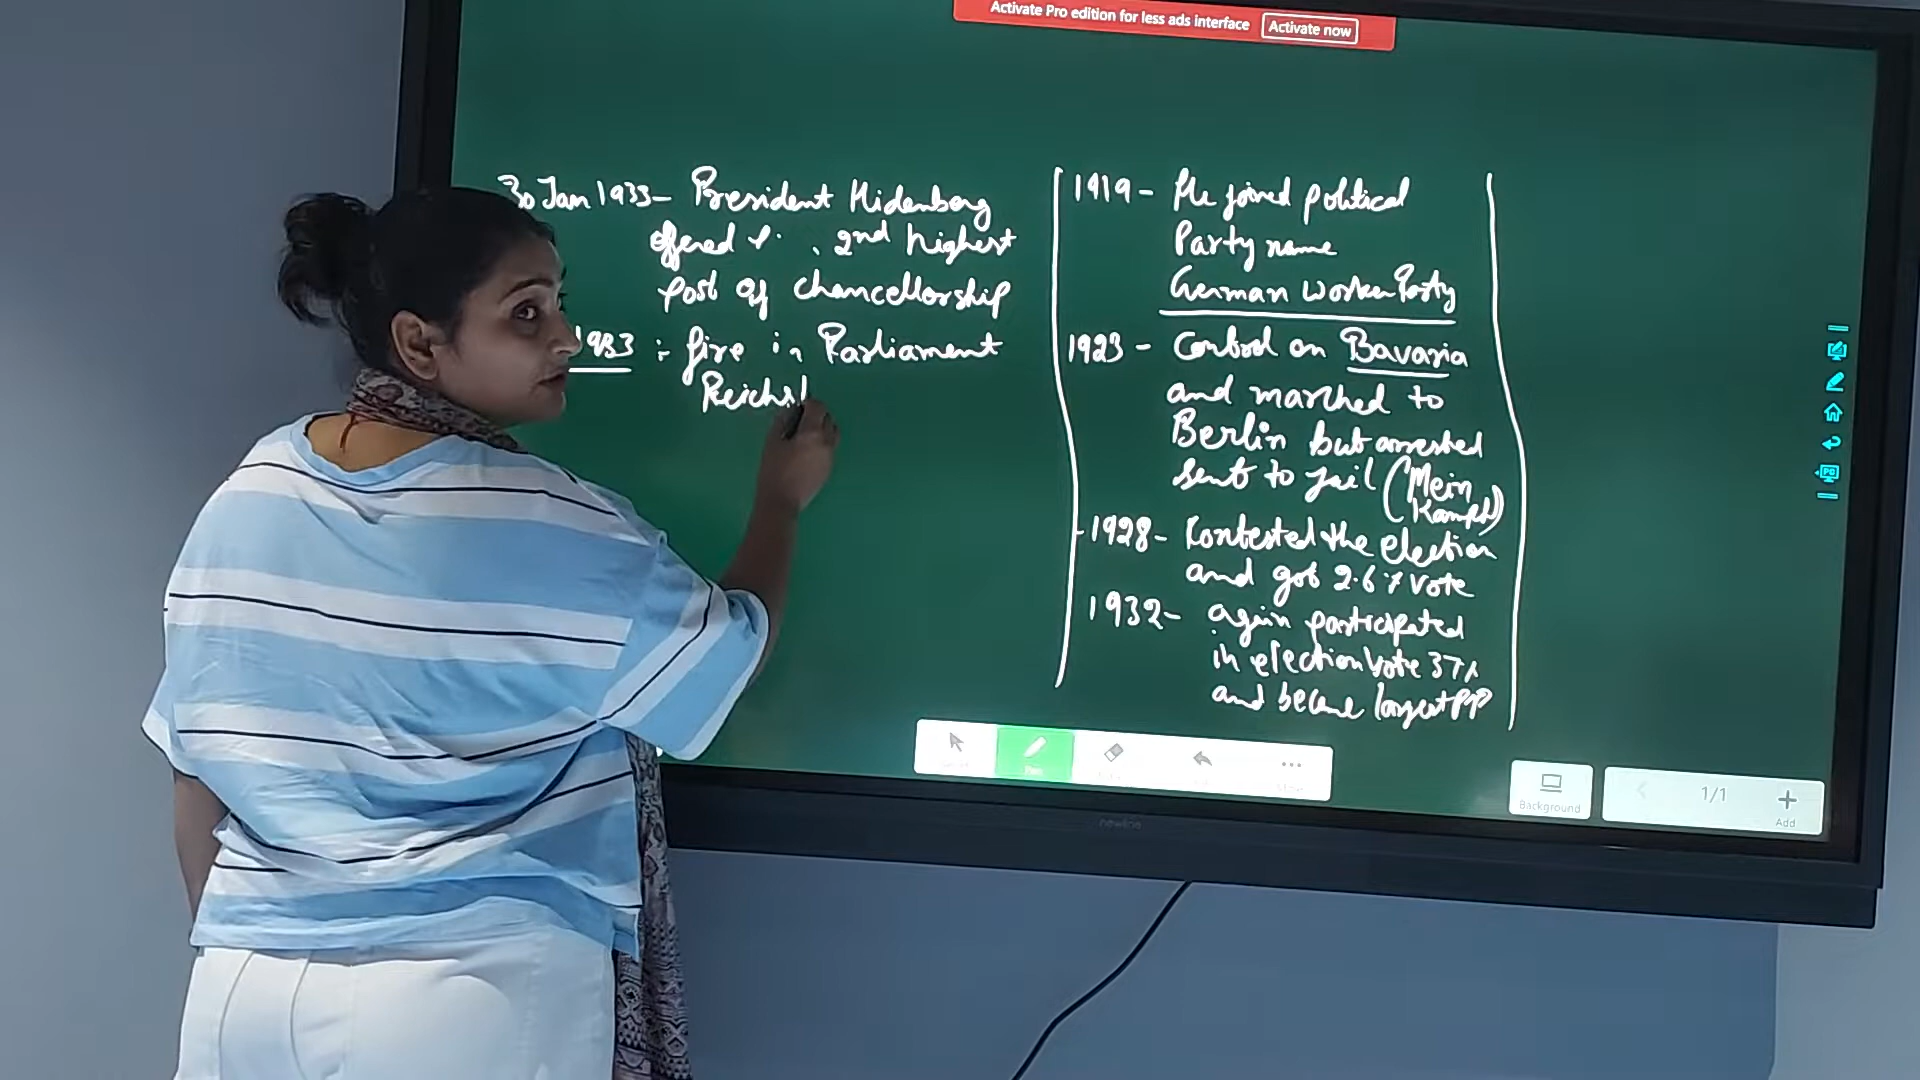 Activate Pro edition for less ads interface Activate now
30 Jan 1933- President Hidenberg
offered 2nd highest
post of chancellorship
1933 :- fire in Parliament
Reichs
1919 - He joined political
Party name
German Worker Party
1923 - Control on Bavaria
and marched to
Berlin but arrested
sent to jail (Mein
Kampf)
1928- Contested the election
and got 2.6% vote
1932- again participated
in election vote 37%
and became largest PP
Background
1/1
Add
newline